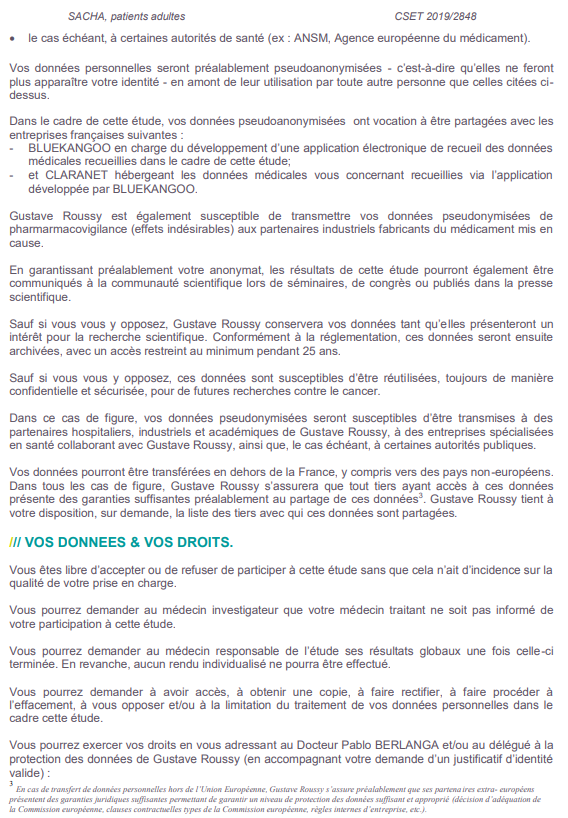 SACHA, patients adultes CSET 2019/2848
• le cas échéant, à certaines autorités de santé (ex : ANSM, Agence européenne du médicament).
Vos données personnelles seront préalablement pseudoanonymisées - c'est-à-dire qu'elles ne feront
plus apparaître votre identité - en amont de leur utilisation par toute autre personne que celles citées ci-
dessus.
Dans le cadre de cette étude, vos données pseudoanonymisées ont vocation à être partagées avec les
entreprises françaises suivantes :
- BLUEKANGOO en charge du développement d'une application électronique de recueil des données
médicales recueillies dans le cadre de cette étude;
- et CLARANET hébergeant les données médicales vous concernant recueillies via l'application
développée par BLUEKANGOO.
Gustave Roussy est également susceptible de transmettre vos données pseudonymisées de
pharmacovigilance (effets indésirables) aux partenaires industriels fabricants du médicament mis en
cause.
En garantissant préalablement votre anonymat, les résultats de cette étude pourront également être
communiqués à la communauté scientifique lors de séminaires, de congrès ou publiés dans la presse
scientifique.
Sauf si vous vous y opposez, Gustave Roussy conservera vos données tant qu'elles présenteront un
intérêt pour la recherche scientifique. Conformément à la réglementation, ces données seront ensuite
archivées, avec un accès restreint au minimum pendant 25 ans.
Sauf si vous vous y opposez, ces données sont susceptibles d'être réutilisées, toujours de manière
confidentielle et sécurisée, pour de futures recherches contre le cancer.
Dans ce cas de figure, vos données pseudonymisées seront susceptibles d'être transmises à des
partenaires hospitaliers, industriels et académiques de Gustave Roussy, à des entreprises spécialisées
en santé collaborant avec Gustave Roussy, ainsi que, le cas échéant, à certaines autorités publiques.
Vos données pourront être transférées en dehors de la France, y compris vers des pays non-européens.
Dans tous les cas de figure, Gustave Roussy s'assurera que tout tiers ayant accès à ces données
présente des garanties suffisantes préalablement au partage de ces données³. Gustave Roussy tient à
votre disposition, sur demande, la liste des tiers avec qui ces données sont partagées.
/// VOS DONNEES & VOS DROITS.
Vous êtes libre d'accepter ou de refuser de participer à cette étude sans que cela n'ait d'incidence sur la
qualité de votre prise en charge.
Vous pourrez demander au médecin investigateur que votre médecin traitant ne soit pas informé de
votre participation à cette étude.
Vous pourrez demander au médecin responsable de l'étude ses résultats globaux une fois celle-ci
terminée. En revanche, aucun rendu individualisé ne pourra être effectué.
Vous pourrez demander à avoir accès, à obtenir une copie, à faire rectifier, à faire procéder à
l'effacement, à vous opposer et/ou à la limitation du traitement de vos données personnelles dans le
cadre cette étude.
Vous pourrez exercer vos droits en vous adressant au Docteur Pablo BERLANGA et/ou au délégué à la
protection des données de Gustave Roussy (en accompagnant votre demande d'un justificatif d'identité
valide) :
³ En cas de transfert de données personnelles hors de l'Union Européenne, Gustave Roussy s'assure préalablement que ses partenaires extra- européens
présentent des garanties juridiques suffisantes permettant de garantir un niveau de protection des données suffisant et approprié (décision d'adéquation de
la Commission européenne, clauses contractuelles types de la Commission européenne, règles internes d'entreprise, etc.).